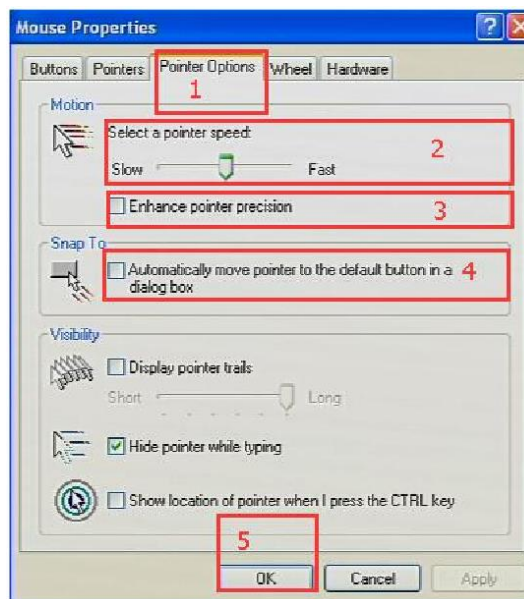 Mouse Properties
Buttons Pointers Pointer Options Wheel Hardware
1
Motion
Select a pointer speed:
2
Slow Fast
Enhance pointer precision
3
Snap To
Automatically move pointer to the default button in a
dialog box
4
Visibility
Display pointer trails
Short Long
Hide pointer while typing
Show location of pointer when I press the CTRL key
5
OK Cancel Apply